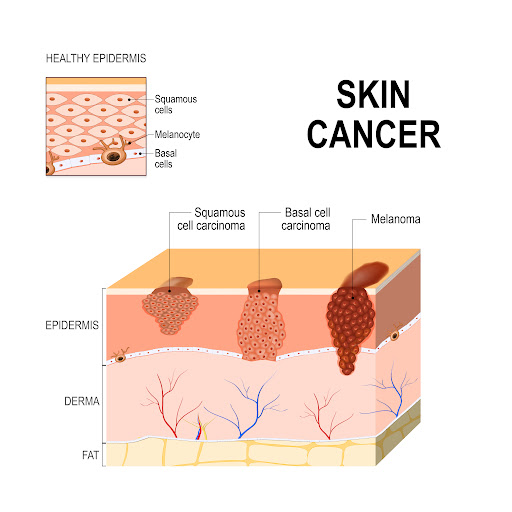 HEALTHY EPIDERMIS
Squamous
cells
Melanocyte
Basal
cells
SKIN
CANCER
Squamous
cell carcinoma
Basal cell
carcinoma
Melanoma
EPIDERMIS
DERMA
FAT